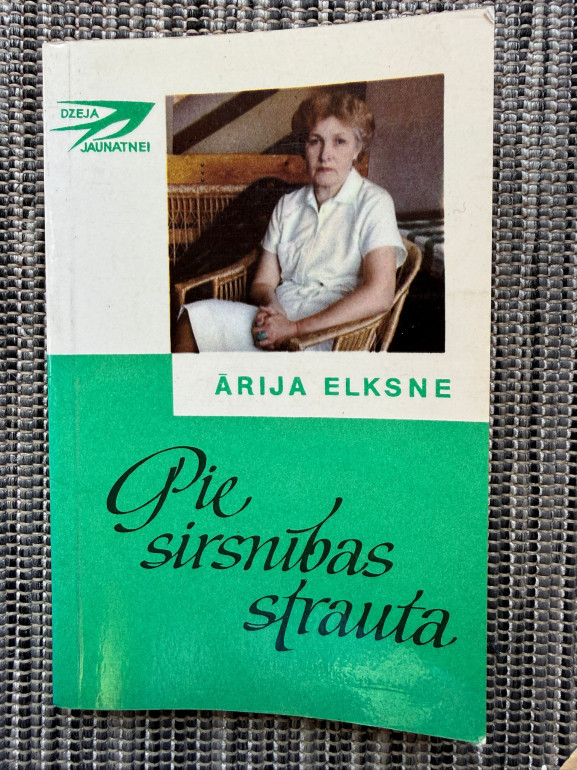 DZEJA
JAUNATNEI
ĀRIJA ELKSNE
Pie
sirsnības
strauta